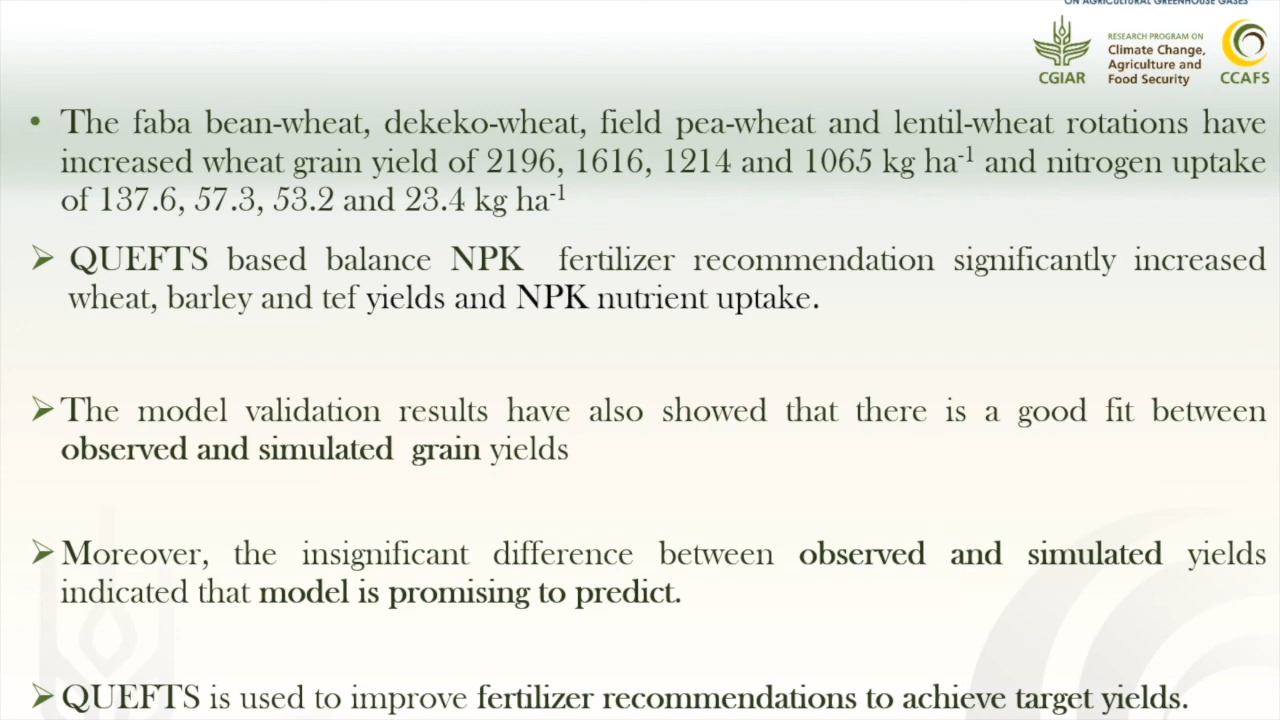 ON AGRICULTURAL GREENHOUSE GASES
RESEARCH PROGRAM ON
Climate Change,
Agriculture and
Food Security
CGIAR
CCAFS
• The faba bean-wheat, dekeko-wheat, field pea-wheat and lentil-wheat rotations have
increased wheat grain yield of 2196, 1616, 1214 and 1065 kg ha-1 and nitrogen uptake
of 137.6, 57.3, 53.2 and 23.4 kg ha-1
➢ QUEFTS based balance NPK fertilizer recommendation significantly increased
wheat, barley and tef yields and NPK nutrient uptake.
➢ The model validation results have also showed that there is a good fit between
observed and simulated grain yields
➢ Moreover, the insignificant difference between observed and simulated yields
indicated that model is promising to predict.
➢ QUEFTS is used to improve fertilizer recommendations to achieve target yields.